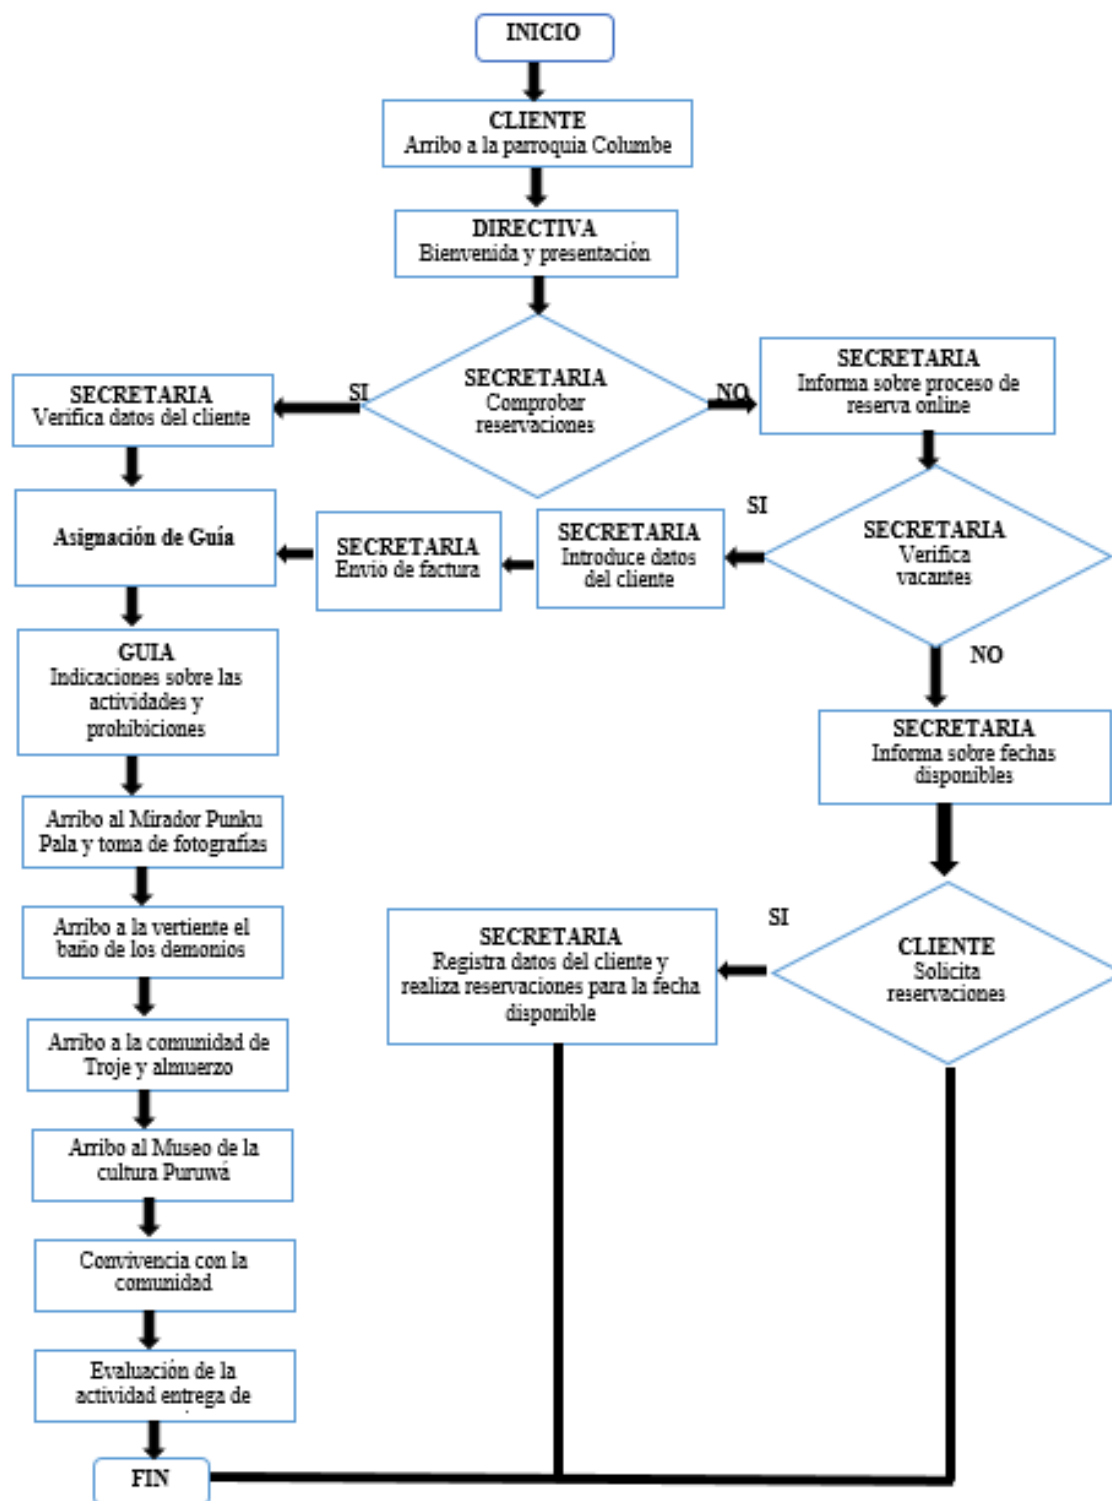 INICIO
CLIENTE
Arribo a la parroquia Columbe
DIRECTIVA
Bienvenida y presentación
SECRETARIA
Comprobar
reservaciones
SI
NO
SECRETARIA
Verifica datos del cliente
SECRETARIA
Informa sobre proceso de
reserva online
SECRETARIA
Verifica
vacantes
SI
NO
SECRETARIA
Introduce datos
del cliente
SECRETARIA
Envio de factura
Asignación de Guía
GUIA
Indicaciones sobre las
actividades y
prohibiciones
SECRETARIA
Informa sobre fechas
disponibles
Arribo al Mirador Punku
Pala y toma de fotografías
CLIENTE
Solicita
reservaciones
SI
SECRETARIA
Registra datos del cliente y
realiza reservaciones para la fecha
disponible
Arribo a la vertiente el
baño de los demonios
Arribo a la comunidad de
Troje y almuerzo
Arribo al Museo de la
cultura Puruwá
Convivencia con la
comunidad
Evaluación de la
actividad entrega de
FIN